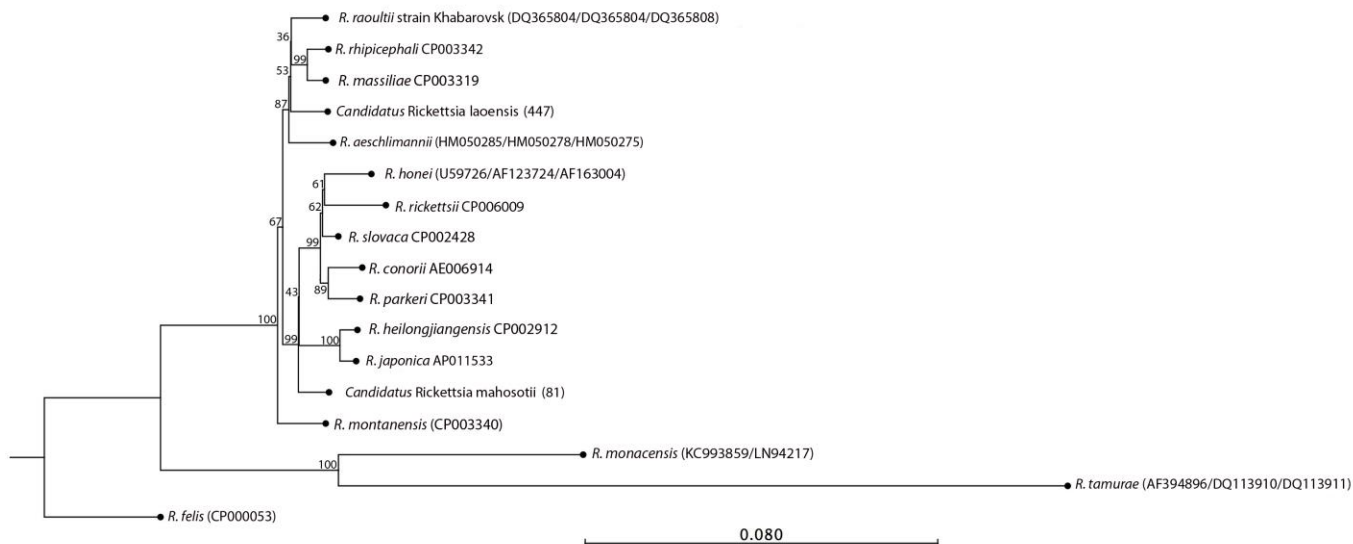 R. raoultii strain Khabarovsk (DQ365804/DQ365804/DQ365808)
36
R. rhipicephali CP003342
99
53
R. massiliae CP003319
87
Candidatus Rickettsia laoensis (447)
R. aeschlimannii (HM050285/HM050278/HM050275)
R. honei (U59726/AF123724/AF163004)
61
R. rickettsii CP006009
62
67
R. slovaca CP002428
99
R. conorii AE006914
89
43
R. parkeri CP003341
100
R. heilongjiangensis CP002912
99
100
R. japonica AP011533
Candidatus Rickettsia mahosotii (81)
R. montanensis (CP003340)
R. monacensis (KC993859/LN94217)
100
R. tamurae (AF394896/DQ113910/DQ113911)
R. felis (CP000053)
0.080